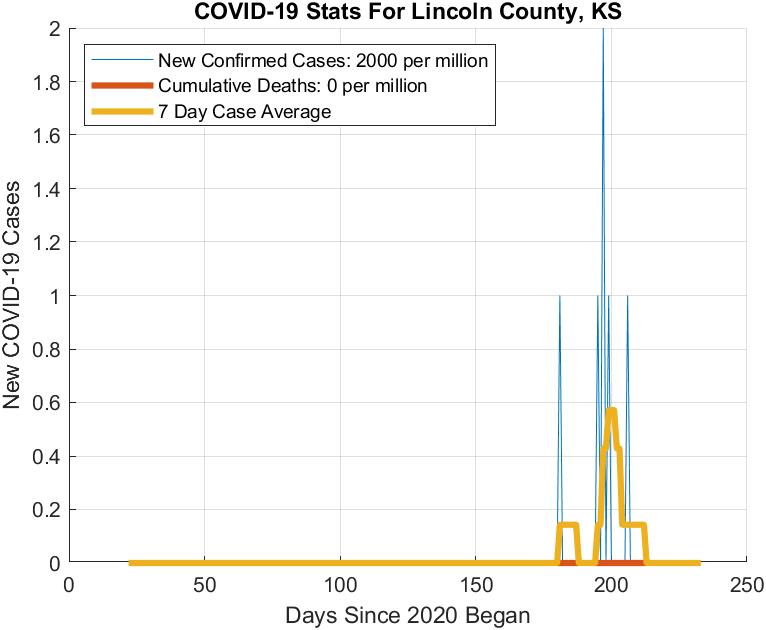 COVID-19 Stats For Lincoln County, KS
New Confirmed Cases: 2000 per million
Cumulative Deaths: 0 per million
7 Day Case Average
2
1.8
1.6
1.4
1.2
1
0.8
0.6
0.4
0.2
0
New COVID-19 Cases
0 50 100 150 200 250
Days Since 2020 Began